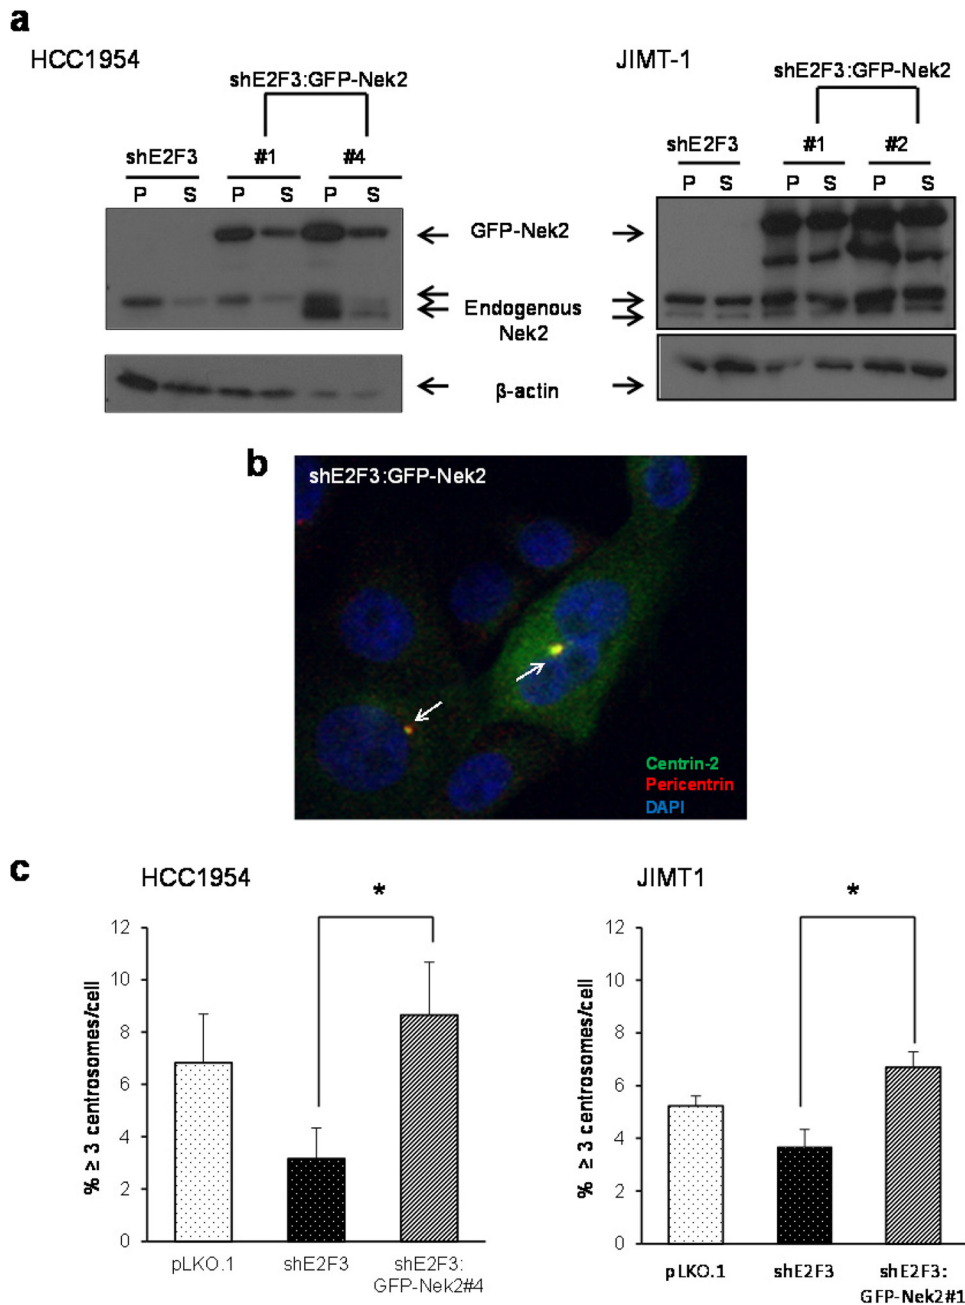 a
HCC1954
JIMT-1
shE2F3:GFP-Nek2
shE2F3:GFP-Nek2
shE2F3
#1
#4
shE2F3
#1
#2
P S P S P S
P S P S P S
GFP-Nek2
Endogenous
Nek2
β-actin
b
shE2F3:GFP-Nek2
Centrin-2
Pericentrin
DAPI
c
HCC1954
*
% ≥ 3 centrosomes/cell
12
10
8
6
4
2
0
pLKO.1
shE2F3
shE2F3:
GFP-Nek2#4
JIMT1
*
% ≥ 3 centrosomes/cell
12
10
8
6
4
2
0
pLKO.1
shE2F3
shE2F3:
GFP-Nek2#1